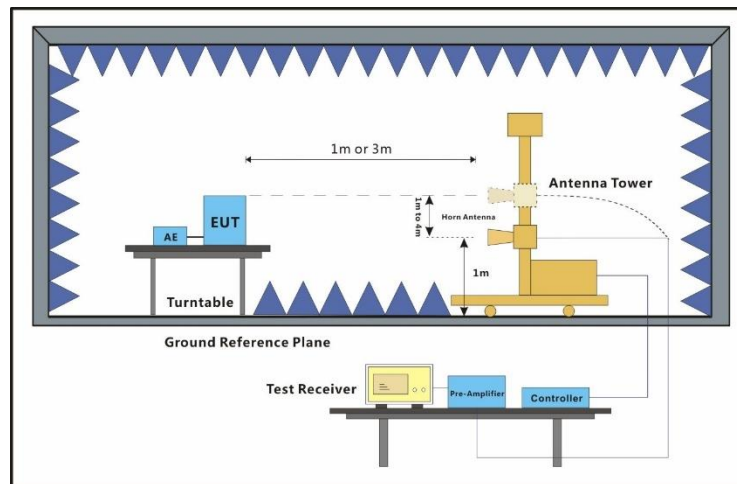 1m or 3m
Antenna Tower
1m to 4m
Horn Antenna
EUT
AE
1m
Turntable
Ground Reference Plane
Test Receiver
Pre-Amplifier
Controller